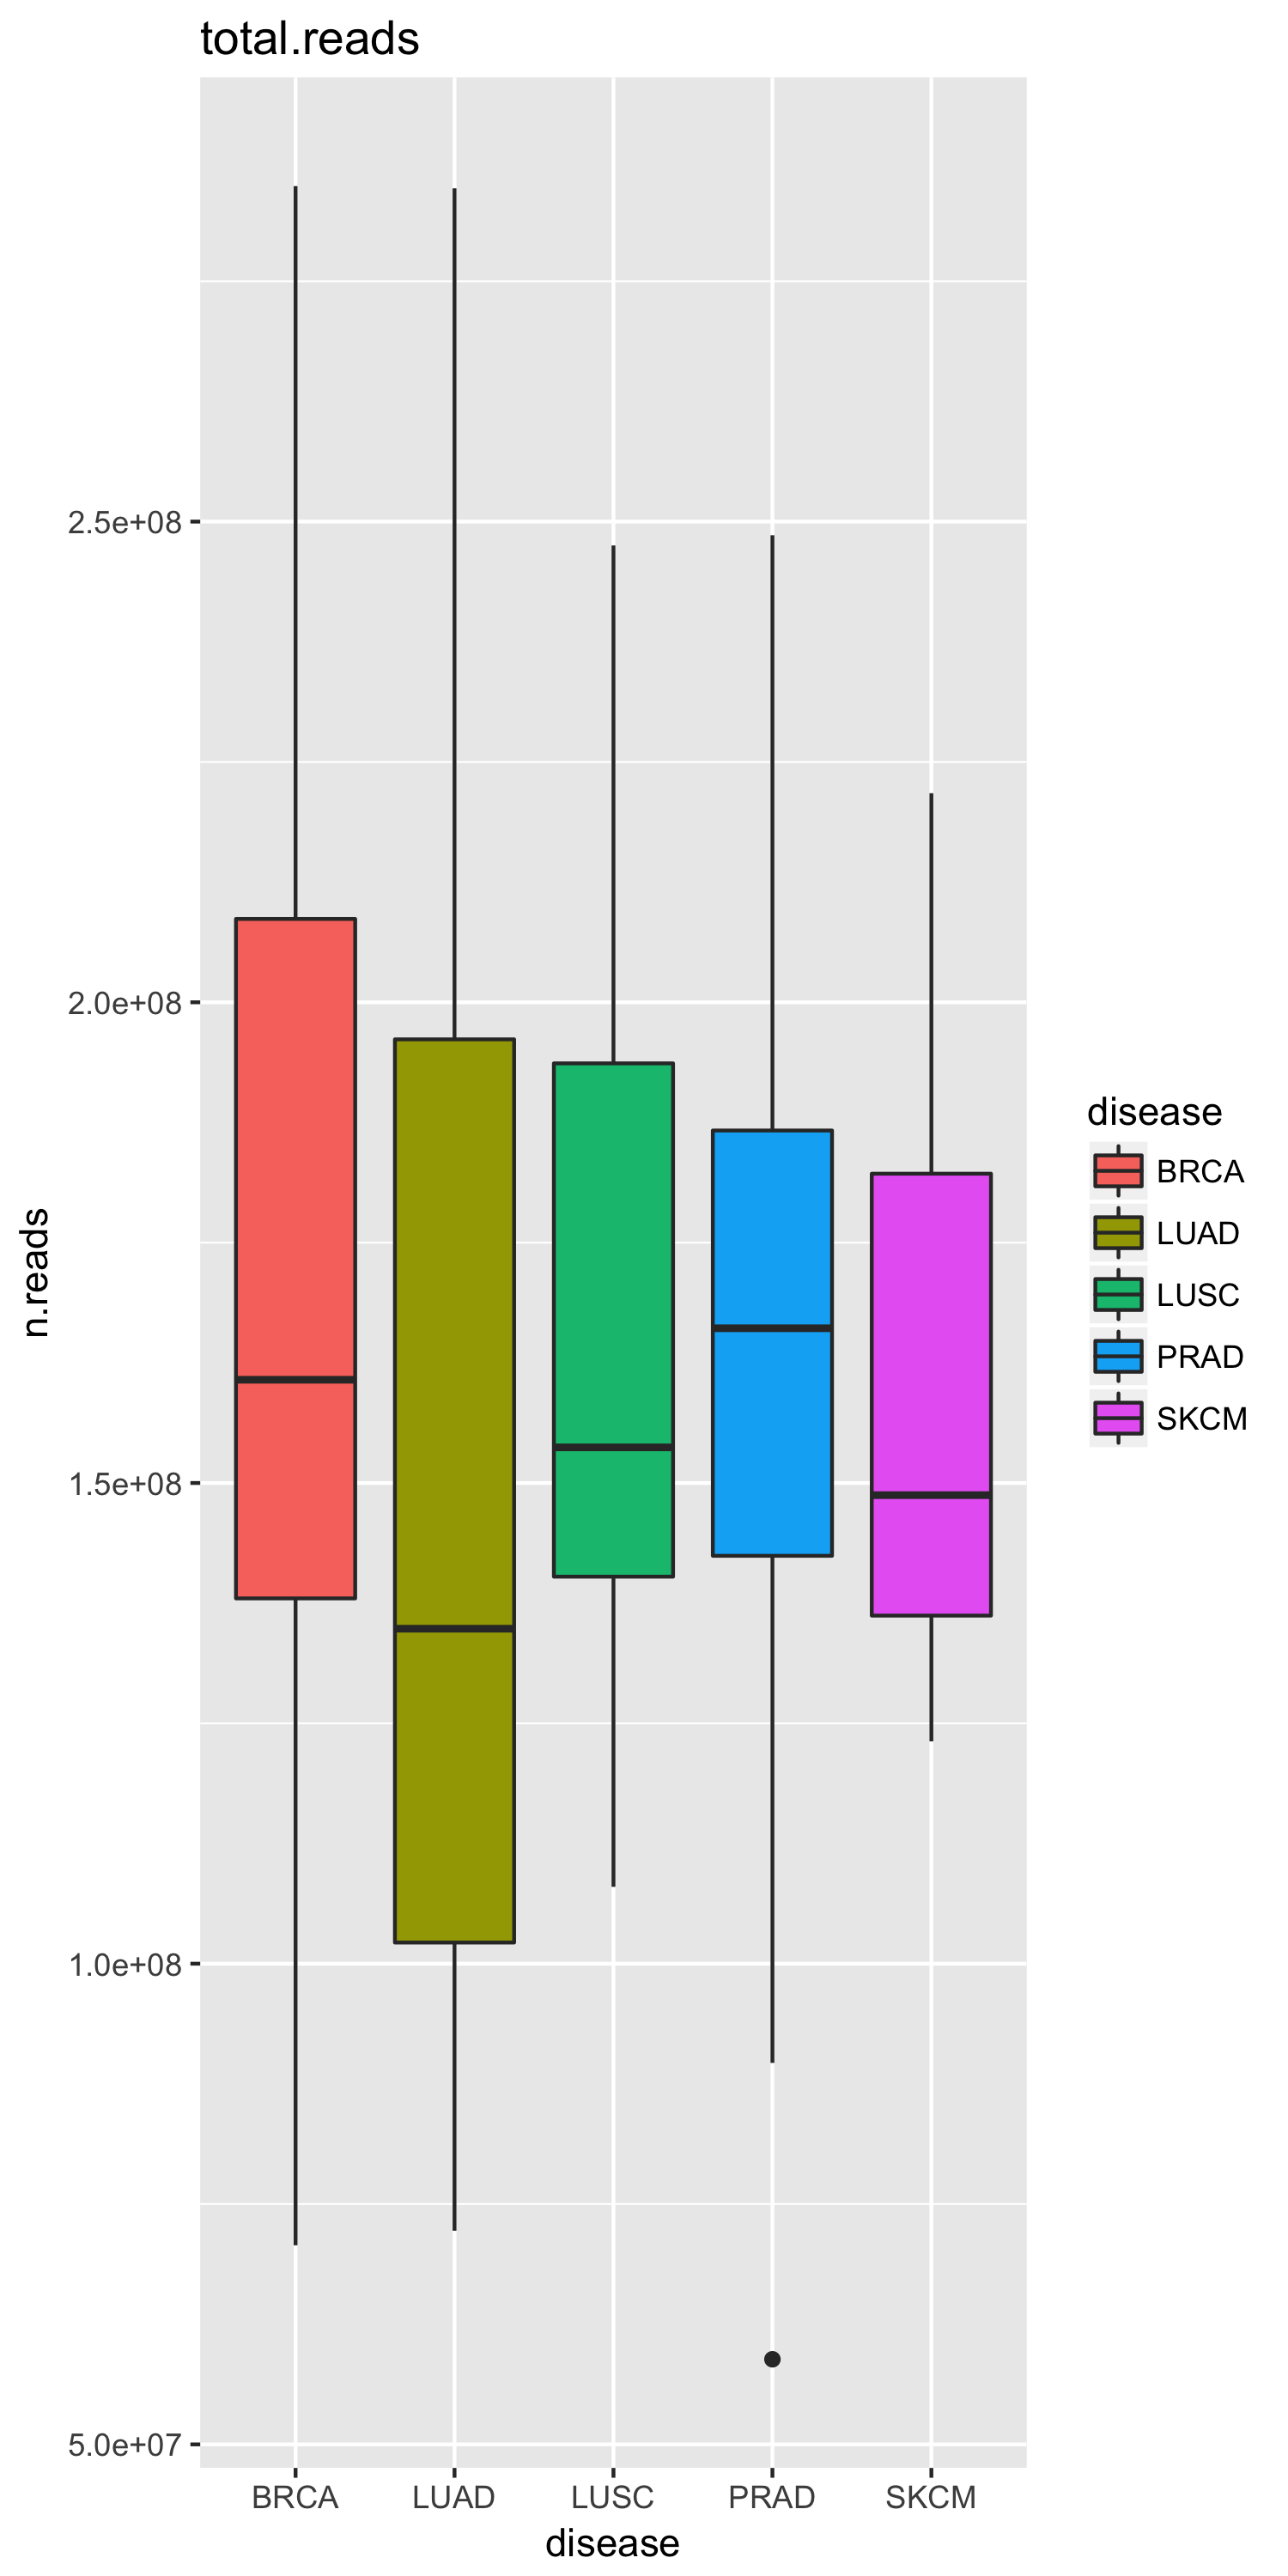 total.reads
n.reads
2.5e+08
2.0e+08
1.5e+08
1.0e+08
5.0e+07
BRCA LUAD LUSC PRAD SKCM
disease
disease
BRCA
LUAD
LUSC
PRAD
SKCM